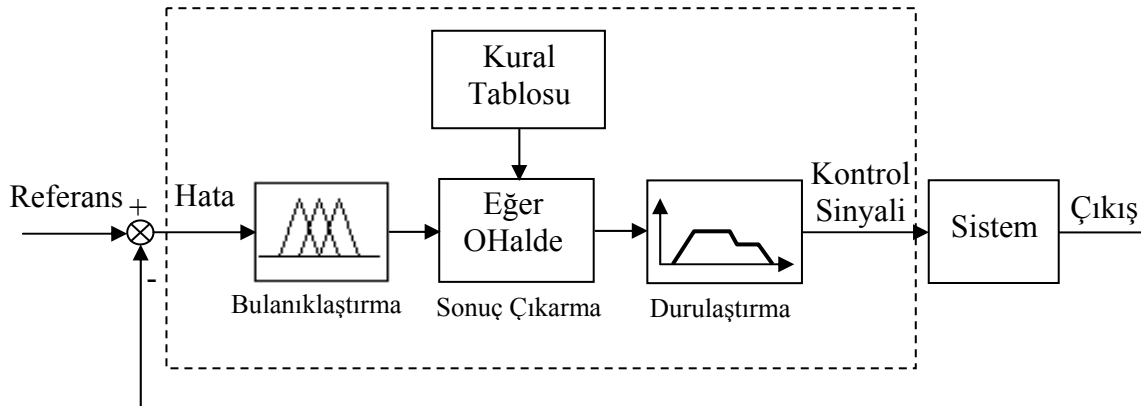 Kural
Tablosu
Referans
+
-
Hata
Eğer
OHalde
Kontrol
Sinyali
Sistem
Çıkış
Bulanıklaştırma
Sonuç Çıkarma
Durulaştırma